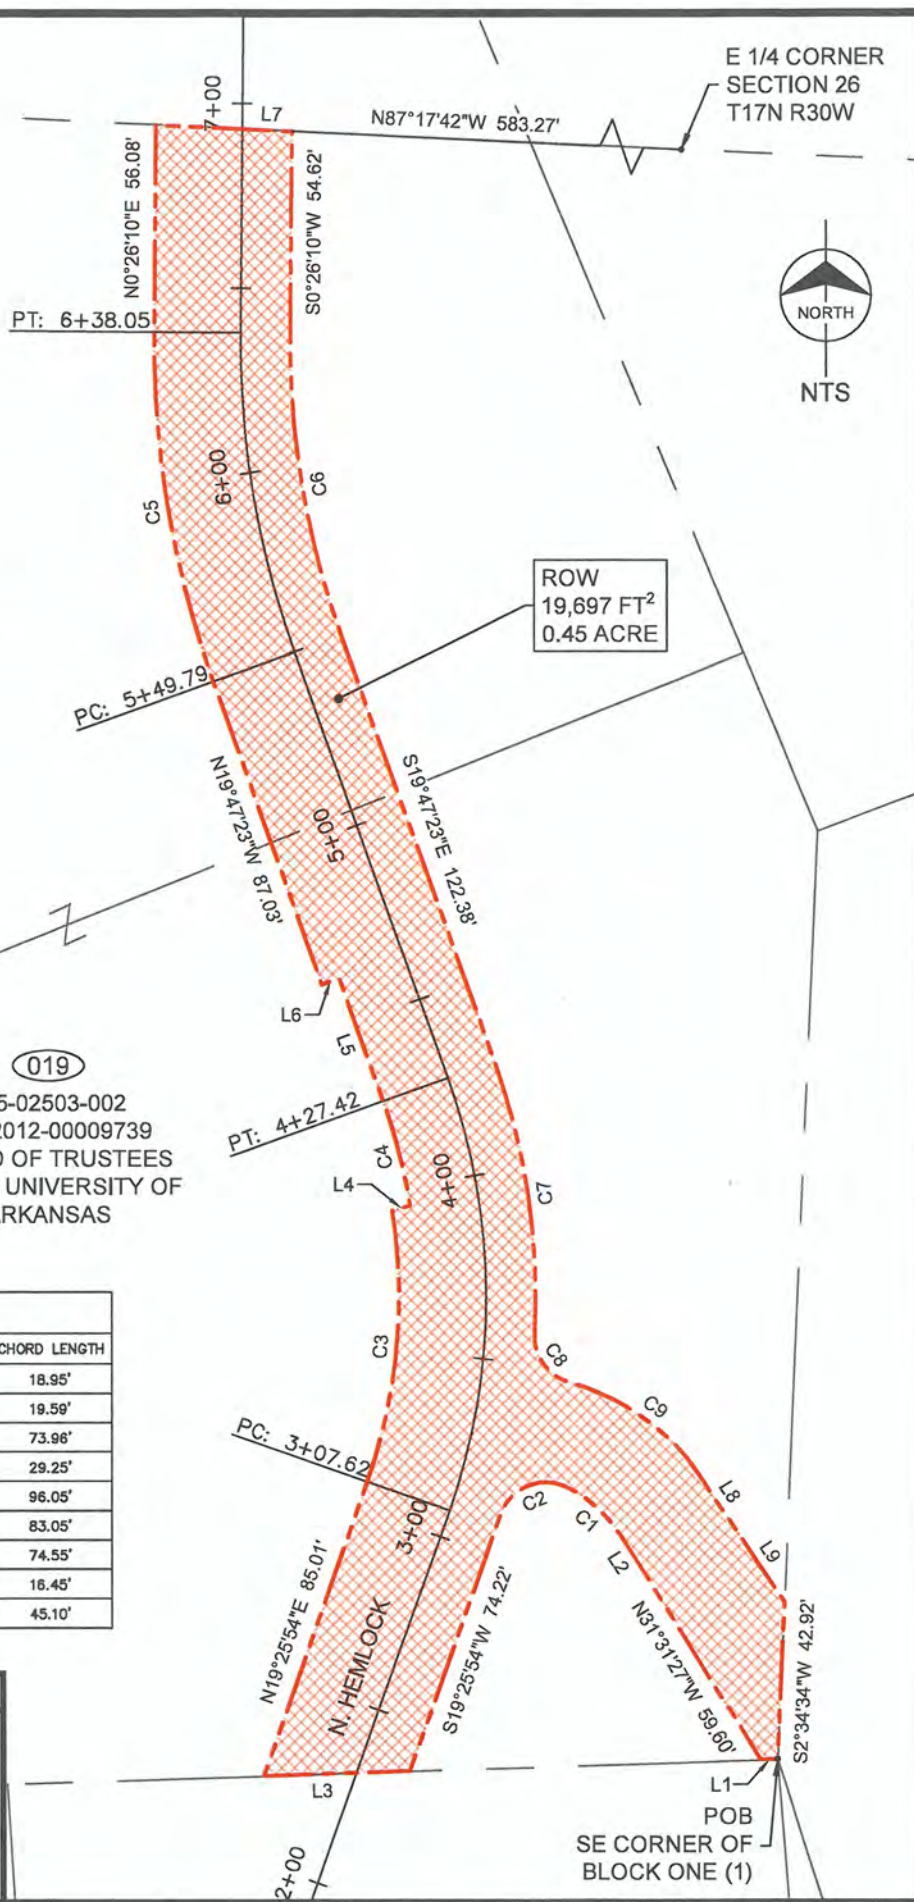 E 1/4 CORNER
SECTION 26
T17N R30W
7+00
L7
N87°17'42"W 583.27'
N0°26'10"E 56.08'
S0°26'10"W 54.62'
NORTH
NTS
PT: 6+38.05
6+00
C5
C6
ROW
19,697 FT²
0.45 ACRE
PC: 5+49.79
N19°47'23"W 87.03'
S19°47'23"E 122.38'
5+00
L6
L5
019
5-02503-002
2012-00009739
D OF TRUSTEES
UNIVERSITY OF
ARKANSAS
PT: 4+27.42
C4
4+00
L4
C7
C3
C8
C9
CHORD LENGTH
18.95'
19.59'
73.96'
29.25'
96.05'
83.05'
74.55'
16.45'
45.10'
PC: 3+07.62
3+00
C2
C1
L8
L2
L9
N19°25'54"E 85.01'
N. HEMLOCK
S19°25'54"W 74.22'
N31°31'27"W 59.60'
S2°34'34"W 42.92'
L3
L1
2+00
POB
SE CORNER OF
BLOCK ONE (1)